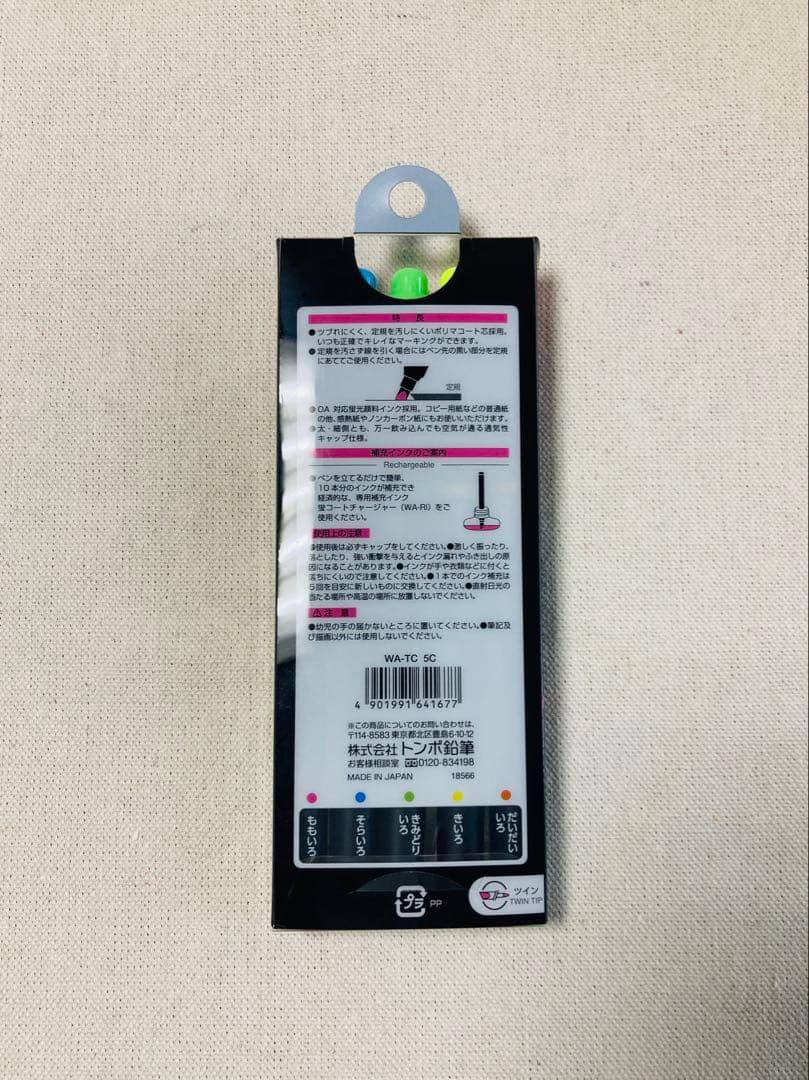 特長
●ツブれにくく、定規を汚しにくいポリマコート芯採用。
いつも正確でキレイなマーキングができます。
●定規を汚さず線を引く場合にはペン先の黒い部分を定規
にあててご使用ください。
定規
●OA対応蛍光顔料インク採用。コピー用紙などの普通紙
の他、感熱紙やノンカーボン紙にもお使いいただけます。
●太・細側とも、万一飲み込んでも空気が通る通気性
キャップ仕様。
補充インクのご案内
Rechargeable
●ペンを立てるだけで簡単、
10本分のインクが補充でき
経済的な、専用補充インク
蛍コートチャージャー(WA-RI)をご
使用ください。
使用上の注意
●使用後は必ずキャップをしてください。●激しく振ったり、
落としたり、強い衝撃を与えるとインク漏れやふき出しの原
因になることがあります。●インクが手や衣類などに付くと
落ちにくいので注意してください。●1本でのインク補充は
5回を目安に新しいものに交換してください。●直射日光の
当たる場所や高温の場所に放置しないでください。
⚠注意
●幼児の手の届かないところに置いてください。●筆記及
び描画以外には使用しないでください。
WA-TC 5C
4 901991 641677
※この商品についてのお問い合わせは、
〒114-8583 東京都北区豊島6-10-12
株式会社トンボ鉛筆
お客様相談室 0120-834198
MADE IN JAPAN 18566
ももいろ
そらいろ
きみどりいろ
きいろ
だいだいいろ
プラ PP
ツイン
TWIN TIP